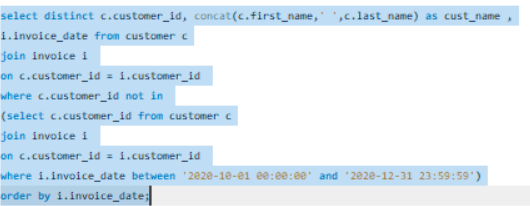 select distinct c.customer_id, concat(c.first_name,' ',c.last_name) as cust_name ,
i.invoice_date from customer c
join invoice i
on c.customer_id = i.customer_id
where c.customer_id not in
(select c.customer_id from customer c
join invoice i
on c.customer_id = i.customer_id
where i.invoice_date between '2020-10-01 00:00:00' and '2020-12-31 23:59:59')
order by i.invoice_date;